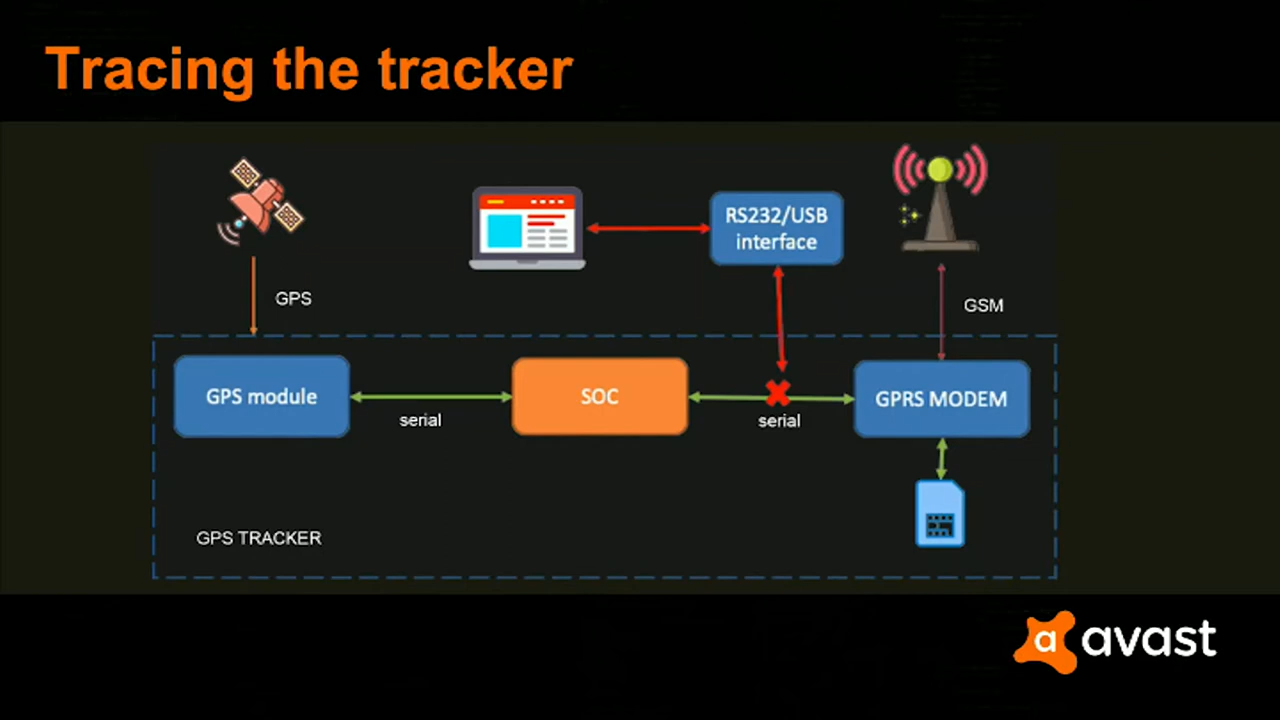 Tracing the tracker
RS232/USB
interface
GPS
GSM
GPS module
SOC
GPRS MODEM
serial
serial
GPS TRACKER
a avast